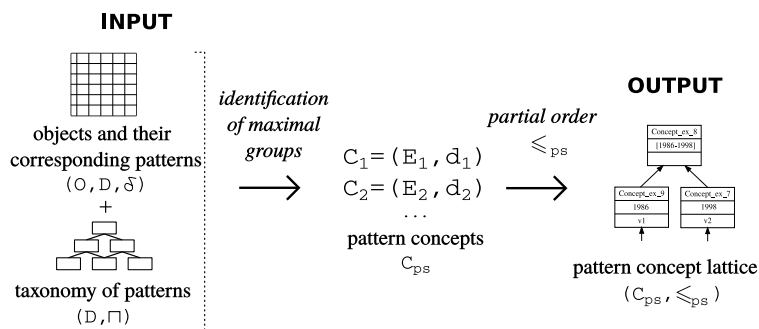 INPUT
objects and their
corresponding patterns
(O,D,δ)
+
taxonomy of patterns
(D,⊓)
identification
of maximal
groups
C₁=(E₁,d₁)
C₂=(E₂,d₂)
...
pattern concepts
Cps
partial order
⩽ps
OUTPUT
Concept_ex_8
[1986-1998]
Concept_ex_9
1986
v1
Concept_ex_7
1998
v2
pattern concept lattice
(Cps,⩽ps)